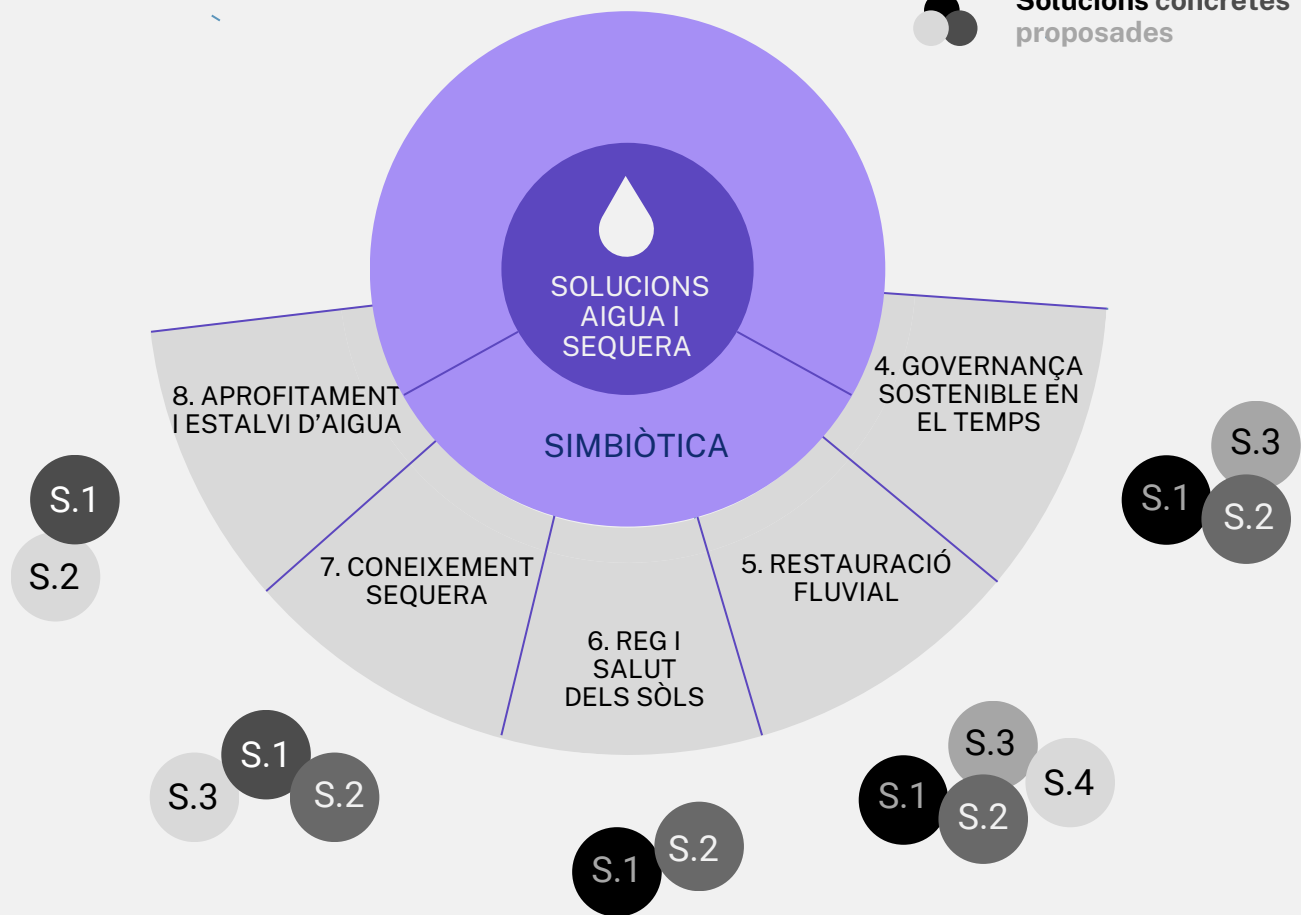 Solucions concretes
proposades
SOLUCIONS
AIGUA I
SEQUERA
SIMBIÒTICA
4. GOVERNANÇA
SOSTENIBLE EN
EL TEMPS
S.3
S.1
S.2
5. RESTAURACIÓ
FLUVIAL
S.3
S.4
S.1
S.2
6. REG I
SALUT
DELS SÒLS
S.2
S.1
7. CONEIXEMENT
SEQUERA
S.1
S.3
S.2
8. APROFITAMENT
I ESTALVI D'AIGUA
S.1
S.2